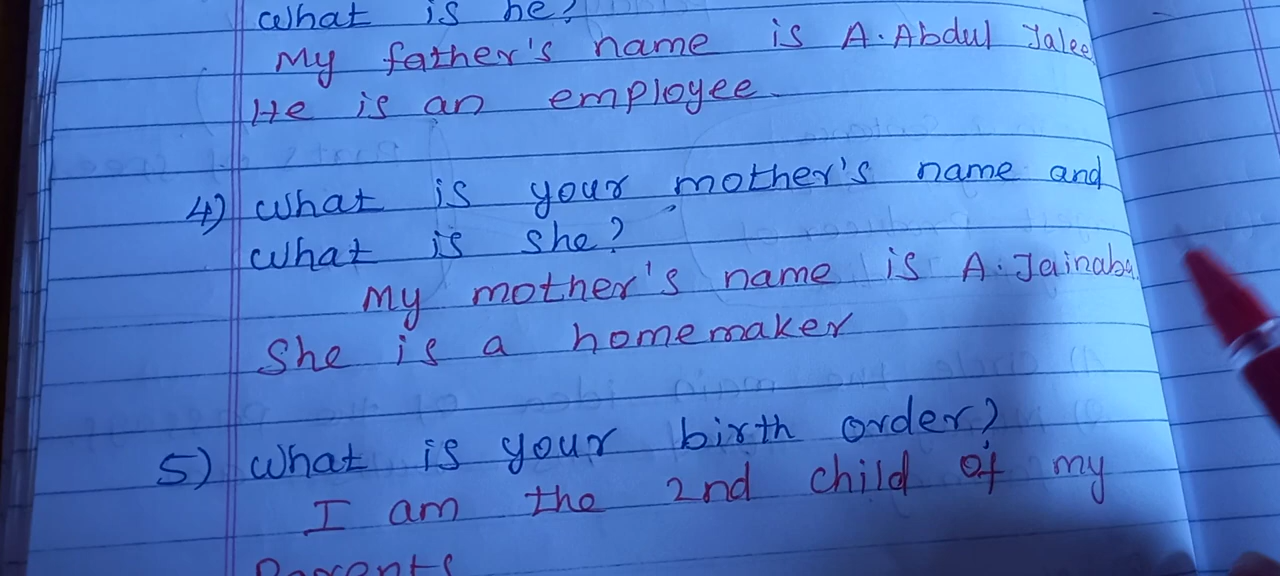 what is he?
My father's name is A. Abdul Jalee
He is an employee.
4) what is your mother's name and
what is she?
My mother's name is A. Jainabu
She is a homemaker
5) what is your birth order?
I am the 2nd child of my
Parents